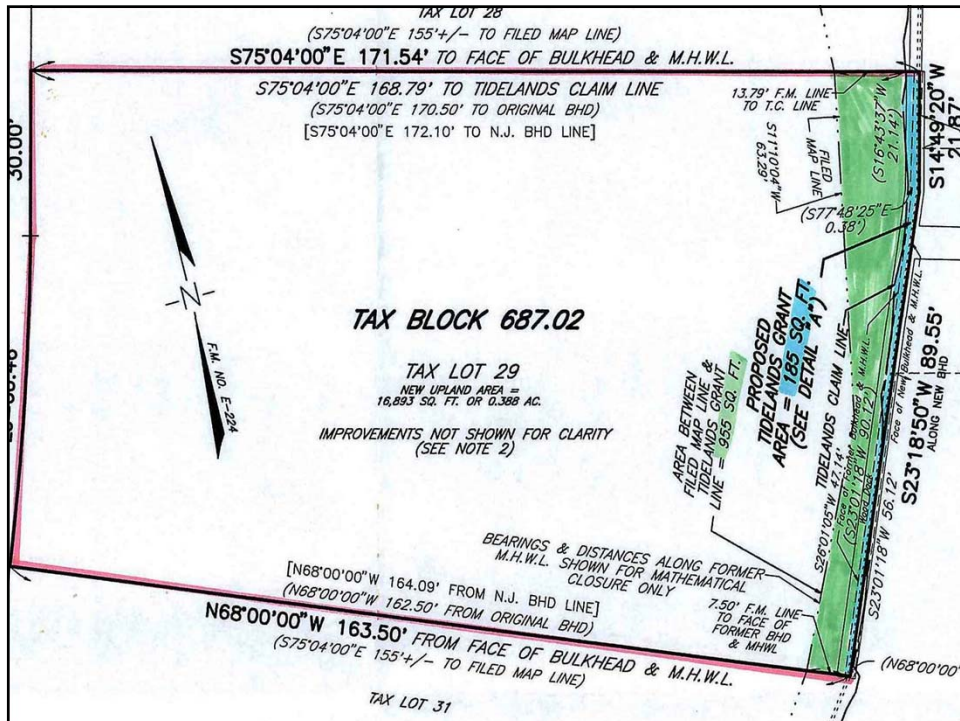 TAX LOT 28
(S75°04'00"E 155'+/- TO FILED MAP LINE)
S75°04'00"E 171.54' TO FACE OF BULKHEAD & M.H.W.L.
S75°04'00"E 168.79' TO TIDELANDS CLAIM LINE
(S75°04'00"E 170.50' TO ORIGINAL BHD)
[S75°04'00"E 172.10' TO N.J. BHD LINE]
30.00'
13.79' F.M. LINE
TO T.C. LINE
FILED
MAP LINE
S11°10'04"W
63.29'
(S16°43'37"W
21.14')
S14°49'20"W
21.87'
(S77°48'25"E
0.38')
N
F.M. NO. E-224
TAX BLOCK 687.02
TAX LOT 29
NEW UPLAND AREA =
16,893 SQ. FT. OR 0.388 AC.
IMPROVEMENTS NOT SHOWN FOR CLARITY
(SEE NOTE 2)
AREA BETWEEN
FILED MAP LINE &
TIDELANDS GRANT
LINE = 955 SQ. FT.
PROPOSED
TIDELANDS GRANT
AREA = 185 SQ. FT.
(SEE DETAIL "A")
TIDELANDS CLAIM LINE
S26°01'05"W 47.14'
Face of Former Bulkhead & M.H.W.L.
(S23°01'18"W 90.12')
Wood Dock
Face of New Bulkhead & M.H.W.L.
S23°01'18"W 56.12'
S23°18'50"W 89.55'
ALONG NEW BHD
BEARINGS & DISTANCES ALONG FORMER
M.H.W.L. SHOWN FOR MATHEMATICAL
CLOSURE ONLY
7.50' F.M. LINE
TO FACE OF
FORMER BHD
& MHWL
[N68°00'00"W 164.09' FROM N.J. BHD LINE]
(N68°00'00"W 162.50' FROM ORIGINAL BHD)
N68°00'00"W 163.50' FROM FACE OF BULKHEAD & M.H.W.L.
(S75°04'00"E 155'+/- TO FILED MAP LINE)
(N68°00'00"
TAX LOT 31